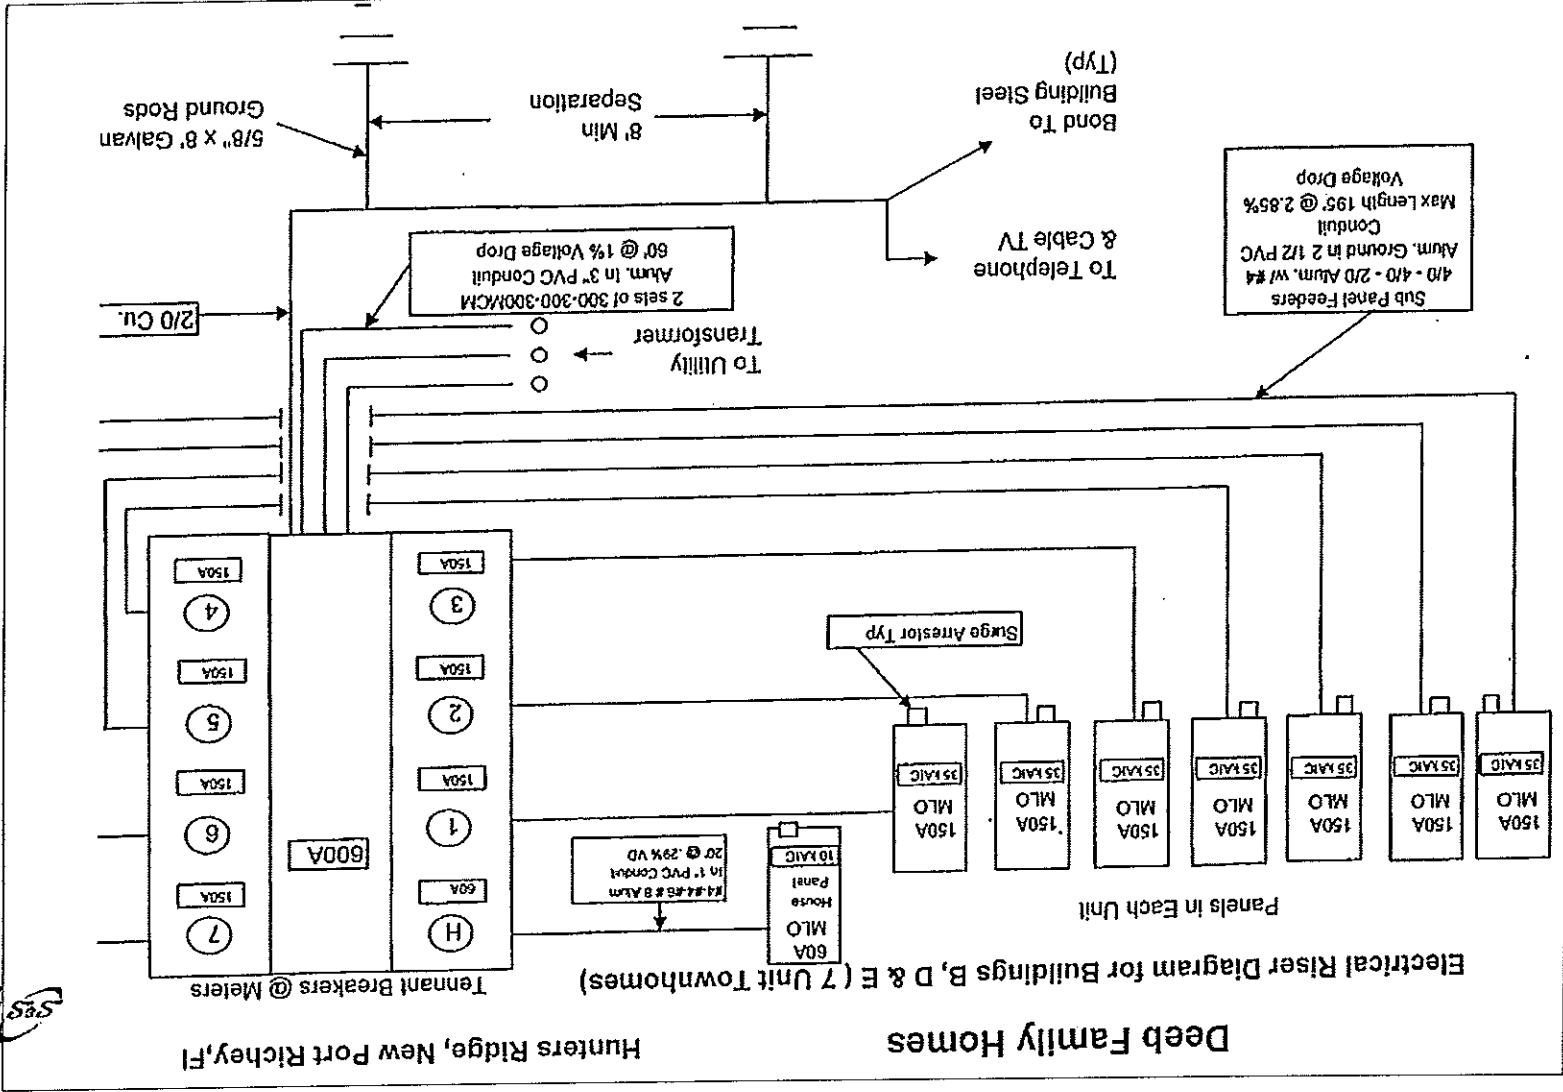 Deeb Family Homes
Hunters Ridge, New Port Richey,Fl
Electrical Riser Diagram for Buildings B, D & E ( 7 Unit Townhomes)
Tennant Breakers @ Meters
Panels in Each Unit
150A
MLO
35 kAIC
150A
MLO
35 kAIC
150A
MLO
35 kAIC
150A
MLO
35 kAIC
150A
MLO
35 kAIC
150A
MLO
35 kAIC
150A
MLO
35 kAIC
60A
MLO
House
Panel
10 kAIC
#4-#4-#6-# 8 Alum
In 1" PVC Conduit
20' @ .29% VD
Surge Arrestor Typ
H
60A
1
150A
2
150A
3
150A
600A
7
150A
6
150A
5
150A
4
150A
Sub Panel Feeders
4/0 - 4/0 - 2/0 Alum. w/ #4
Alum. Ground in 2 1/2 PVC
Conduit
Max Length 195' @ 2.85%
Voltage Drop
To Utility
Transformer
2 sets of 300-300-300MCM
Alum. In 3" PVC Conduit
60' @ 1% Voltage Drop
2/0 Cu.
To Telephone
& Cable TV
Bond To
Building Steel
(Typ)
8' Min
Separation
5/8" x 8' Galvan
Ground Rods